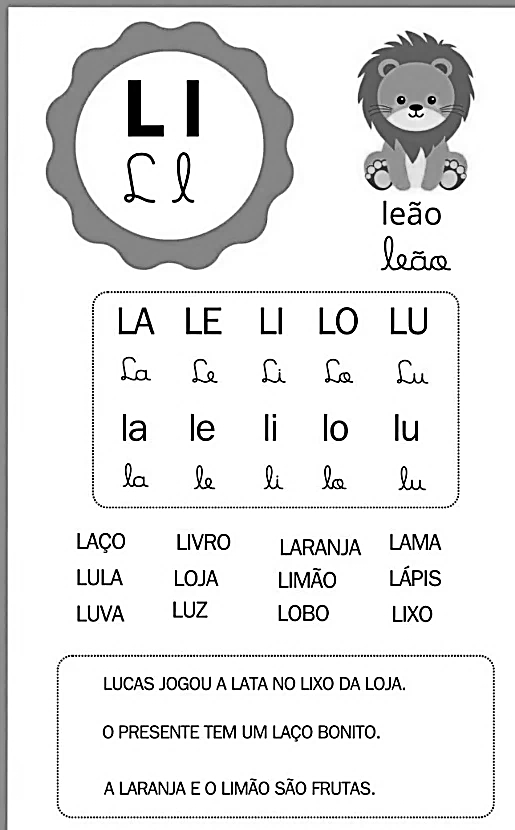 Ll
Ll
leão
leão
LA LE LI LO LU
La Le Li Lo Lu
la le li lo lu
la le li lo lu
LAÇO LIVRO LARANJA LAMA
LULA LOJA LIMÃO LÁPIS
LUVA LUZ LOBO LIXO
LUCAS JOGOU A LATA NO LIXO DA LOJA.
O PRESENTE TEM UM LAÇO BONITO.
A LARANJA E O LIMÃO SÃO FRUTAS.